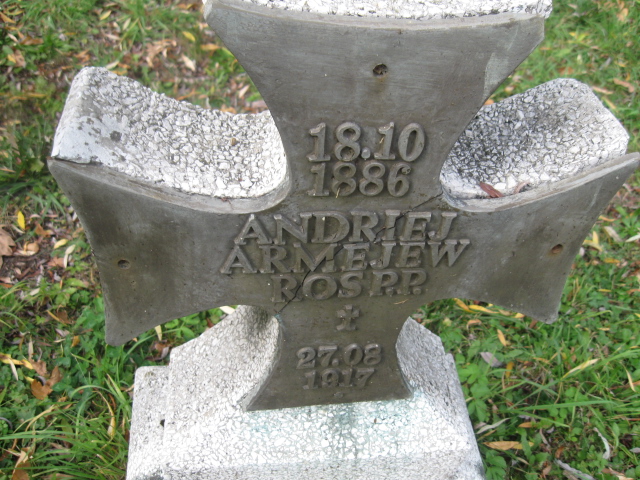 18.10
1886
ANDRIEJ
ARMEJEW
ROS P.P.
27.08
1917